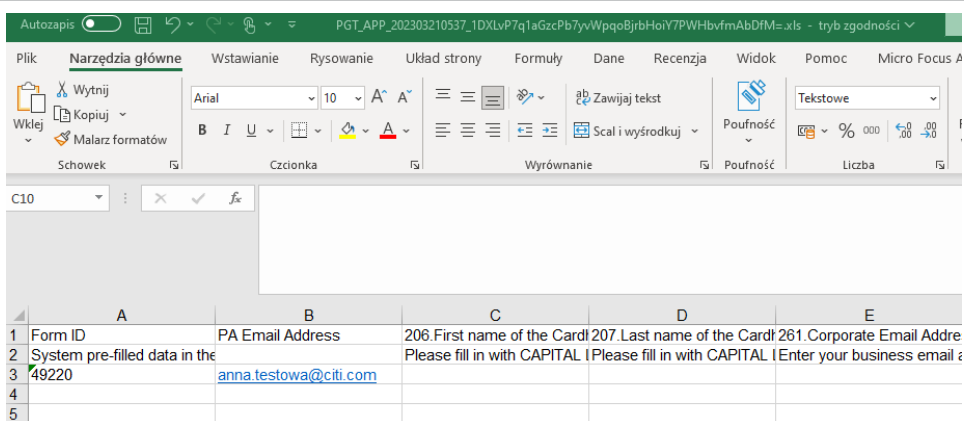 Autozapis PGT_APP_202303210537_1DXLvP7q1aGzcPb7yvWpqoBjrbHoiY7PWHbvfmAbDfM=.xls - tryb zgodności
Plik Narzędzia główne Wstawianie Rysowanie Układ strony Formuły Dane Recenzja Widok Pomoc Micro Focus A
Wklej
Wytnij
Kopiuj
Malarz formatów
Schowek
Arial 10 A A
B I U A
Czcionka
ab Zawijaj tekst
Scal i wyśrodkuj
Wyrównanie
Poufność
Poufność
Tekstowe
% 000 ,00 ,00
Liczba
C10 fx
A B C D E
1 Form ID PA Email Address 206.First name of the Cardh 207.Last name of the Cardh 261.Corporate Email Addre
2 System pre-filled data in the Please fill in with CAPITAL Please fill in with CAPITAL Enter your business email a
3 49220 anna.testowa@citi.com
4
5